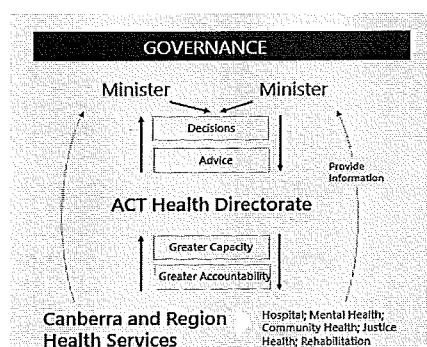 GOVERNANCE
Minister Minister
Decisions
Advice
Provide
Information
ACT Health Directorate
Greater Capacity
Greater Accountability
Canberra and Region
Health Services
Hospital; Mental Health;
Community Health; Justice
Health; Rehabilitation